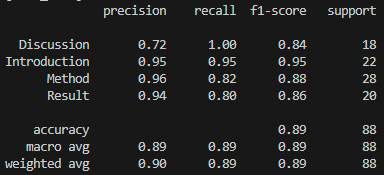 precision recall f1-score support
Discussion 0.72 1.00 0.84 18
Introduction 0.95 0.95 0.95 22
Method 0.96 0.82 0.88 28
Result 0.94 0.80 0.86 20
accuracy 0.89 88
macro avg 0.89 0.89 0.89 88
weighted avg 0.90 0.89 0.89 88